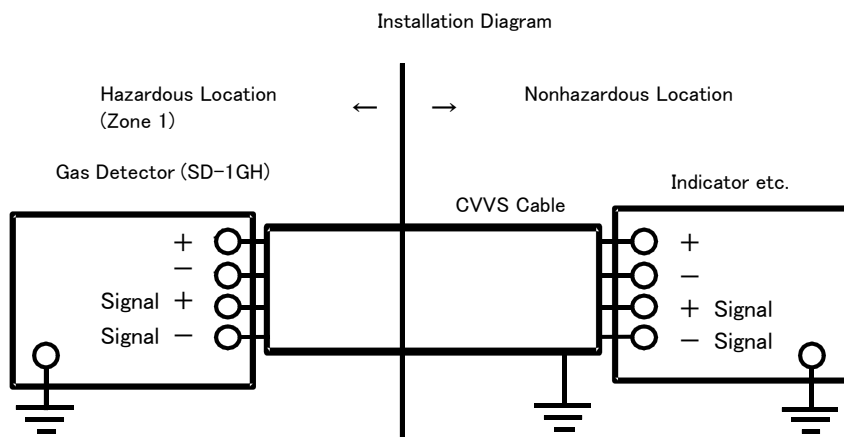 Installation Diagram
Hazardous Location
(Zone 1)
← →
Nonhazardous Location
Gas Detector (SD-1GH)
CVVS Cable
Indicator etc.
+
−
Signal +
Signal −
+
−
+ Signal
− Signal